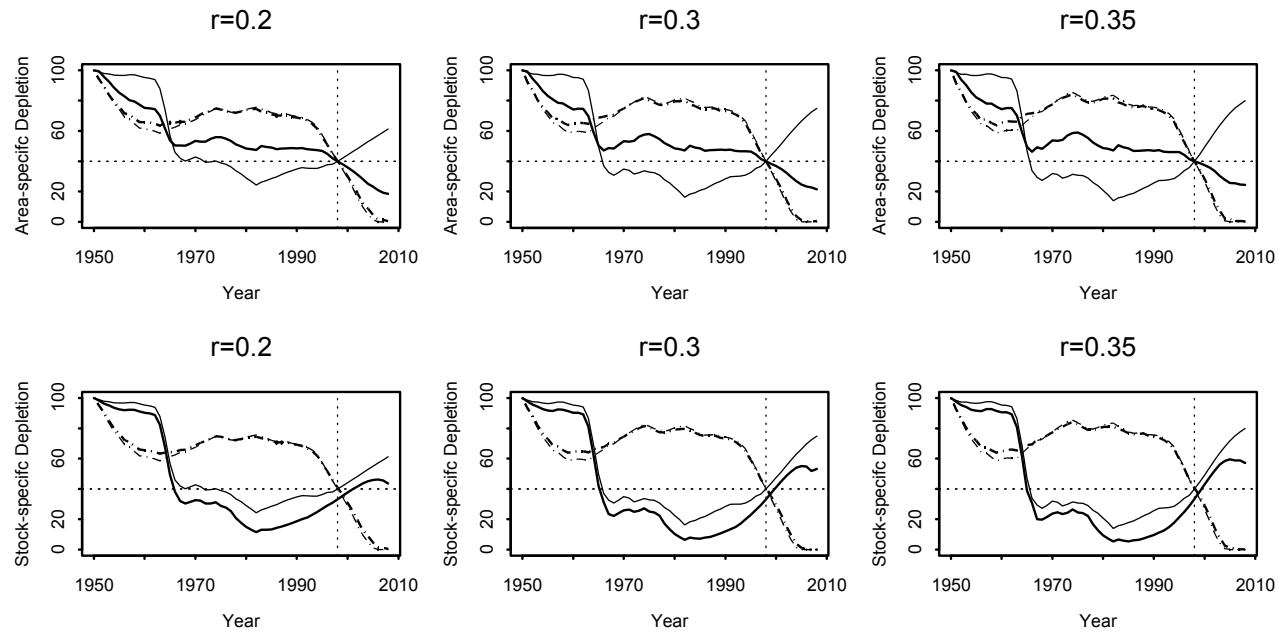 r=0.2
r=0.3
r=0.35
Area-specifc Depletion
0 20 60 100
1950 1970 1990 2010
Year
Area-specifc Depletion
0 20 60 100
1950 1970 1990 2010
Year
Area-specifc Depletion
0 20 60 100
1950 1970 1990 2010
Year
r=0.2
r=0.3
r=0.35
Stock-specifc Depletion
0 20 60 100
1950 1970 1990 2010
Year
Stock-specifc Depletion
0 20 60 100
1950 1970 1990 2010
Year
Stock-specifc Depletion
0 20 60 100
1950 1970 1990 2010
Year